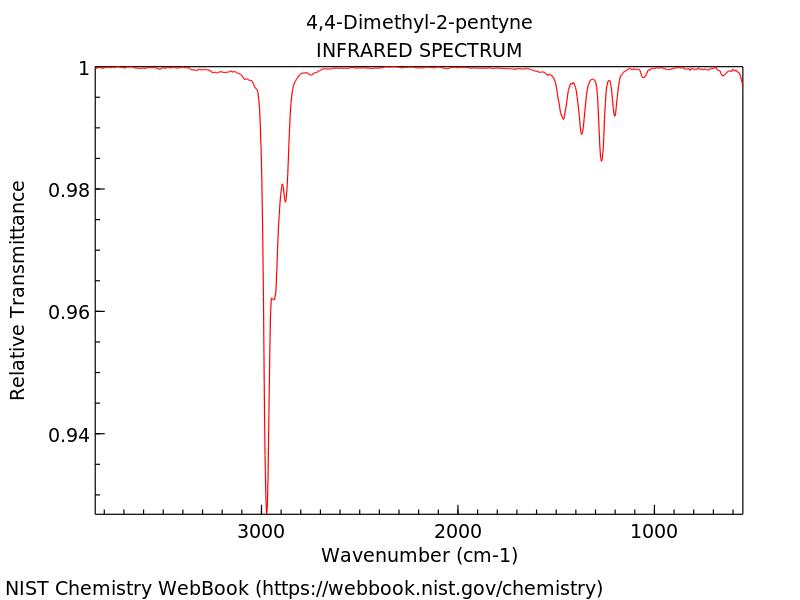 4,4-Dimethyl-2-pentyne
INFRARED SPECTRUM
1
0.98
0.96
0.94
Relative Transmittance
3000 2000 1000
Wavenumber (cm-1)
NIST Chemistry WebBook (https://webbook.nist.gov/chemistry)